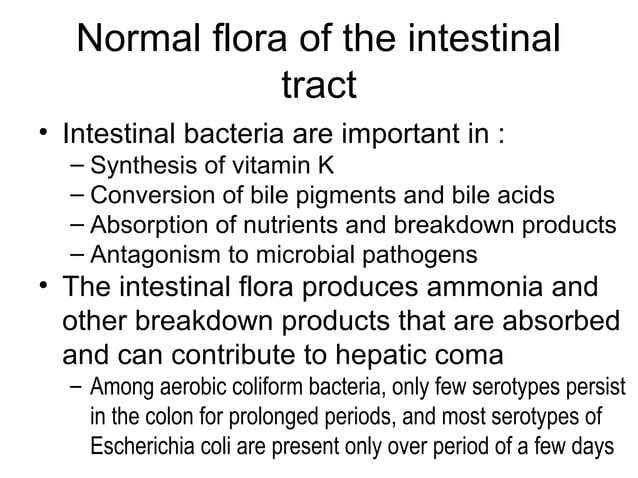 Normal flora of the intestinal
tract
• Intestinal bacteria are important in :
– Synthesis of vitamin K
– Conversion of bile pigments and bile acids
– Absorption of nutrients and breakdown products
– Antagonism to microbial pathogens
• The intestinal flora produces ammonia and
other breakdown products that are absorbed
and can contribute to hepatic coma
– Among aerobic coliform bacteria, only few serotypes persist
in the colon for prolonged periods, and most serotypes of
Escherichia coli are present only over period of a few days